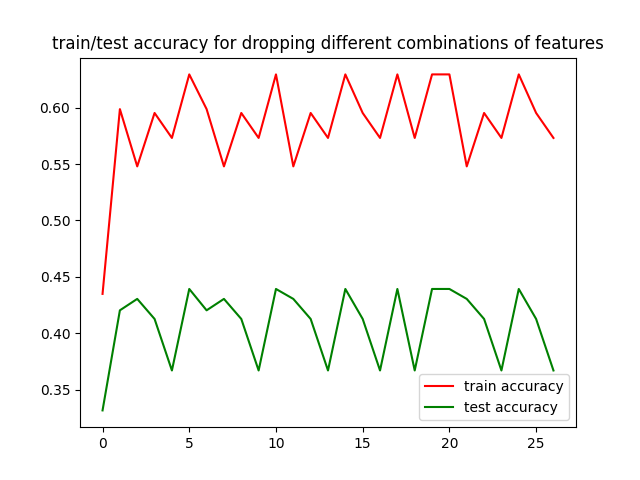 train/test accuracy for dropping different combinations of features
0.60
0.55
0.50
0.45
0.40
0.35
train accuracy
test accuracy
0 5 10 15 20 25